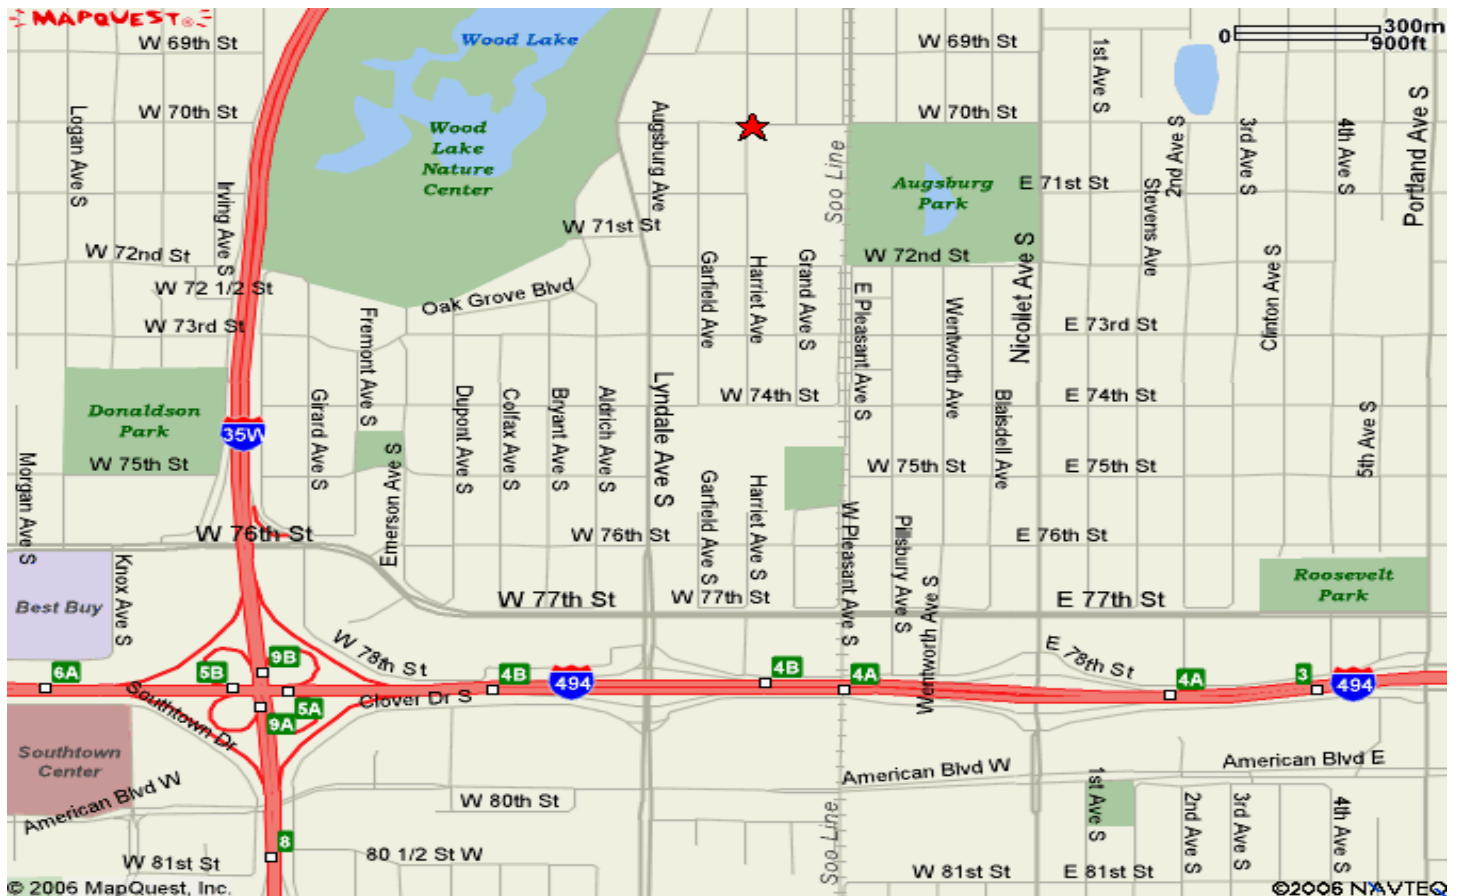 MAPQUEST
W 69th St
Wood Lake
W 69th St
1st Ave S
0
300m
900ft
Logan Ave S
W 70th St
Wood
Lake
Nature
Center
Augsburg Ave
W 70th St
2nd Ave S
3rd Ave S
4th Ave S
Portland Ave S
Irving Ave S
Soo Line
Augsburg
Park
E 71st St
Stevens Ave
W 71st St
W 72nd St
W 72nd St
Nicollet Ave S
Clinton Ave S
W 72 1/2 St
Oak Grove Blvd
Garfield Ave
Harriet Ave
Grand Ave S
E Pleasant Ave S
Wentworth Ave
W 73rd St
Fremont Ave S
E 73rd St
Donaldson
Park
Girard Ave S
Dupont Ave S
Colfax Ave S
Bryant Ave S
Aldrich Ave S
Lyndale Ave S
W 74th St
Blaisdell Ave
E 74th St
5th Ave S
35W
Morgan Ave S
W 75th St
Emerson Ave S
Garfield Ave S
Harriet Ave S
W 75th St
E 75th St
W 76th St
W 76th St
W Pleasant Ave S
Pillsbury Ave S
E 76th St
Best Buy
Knox Ave S
W 77th St
W 77th St
Wentworth Ave S
E 77th St
Roosevelt
Park
W 78th St
E 78th St
6A
5B
9B
4B
494
4B
4A
4A
3
494
Southtown Dr
5A
9A
Clover Dr S
Southtown
Center
American Blvd W
American Blvd W
American Blvd E
W 80th St
Soo Line
1st Ave S
2nd Ave S
3rd Ave S
4th Ave S
8
W 81st St
80 1/2 St W
W 81st St
E 81st St
© 2006 MapQuest, Inc.
©2006 NAVTEQ